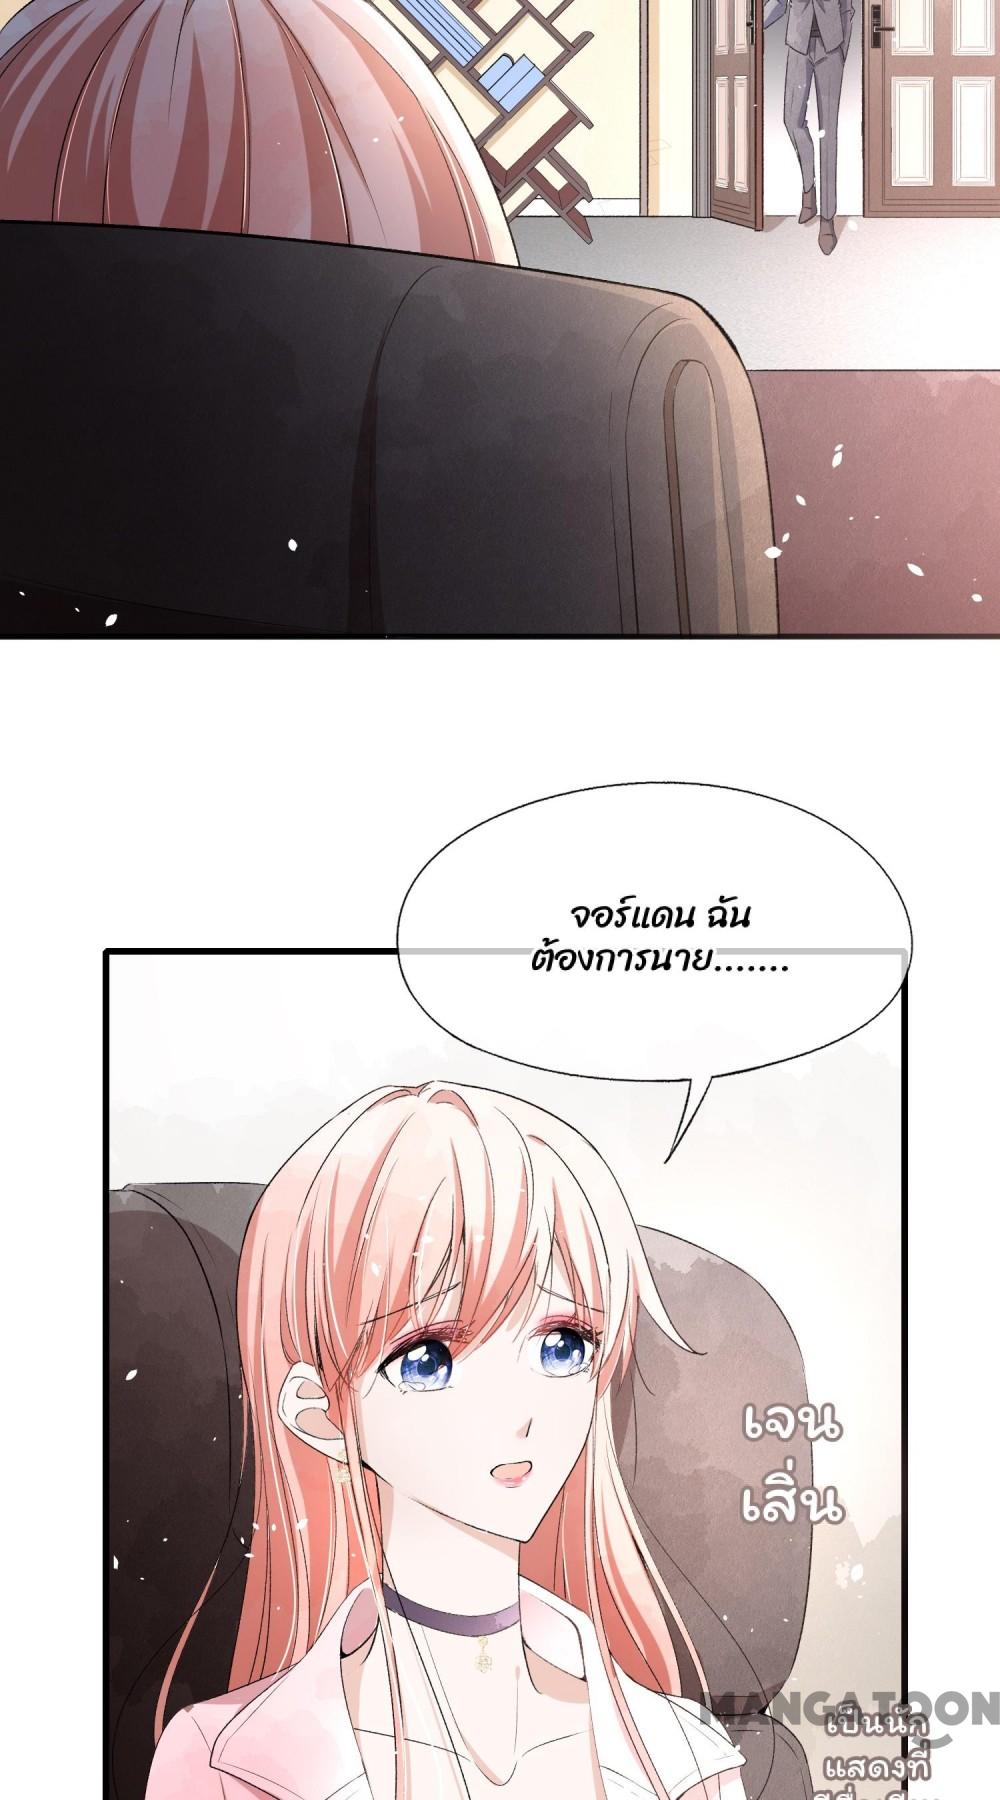 จอร์แดน ฉัน
ต้องการนาย.......
เจน
เสิ่น
MANGATOON
เป็นนัก
แสดงที่